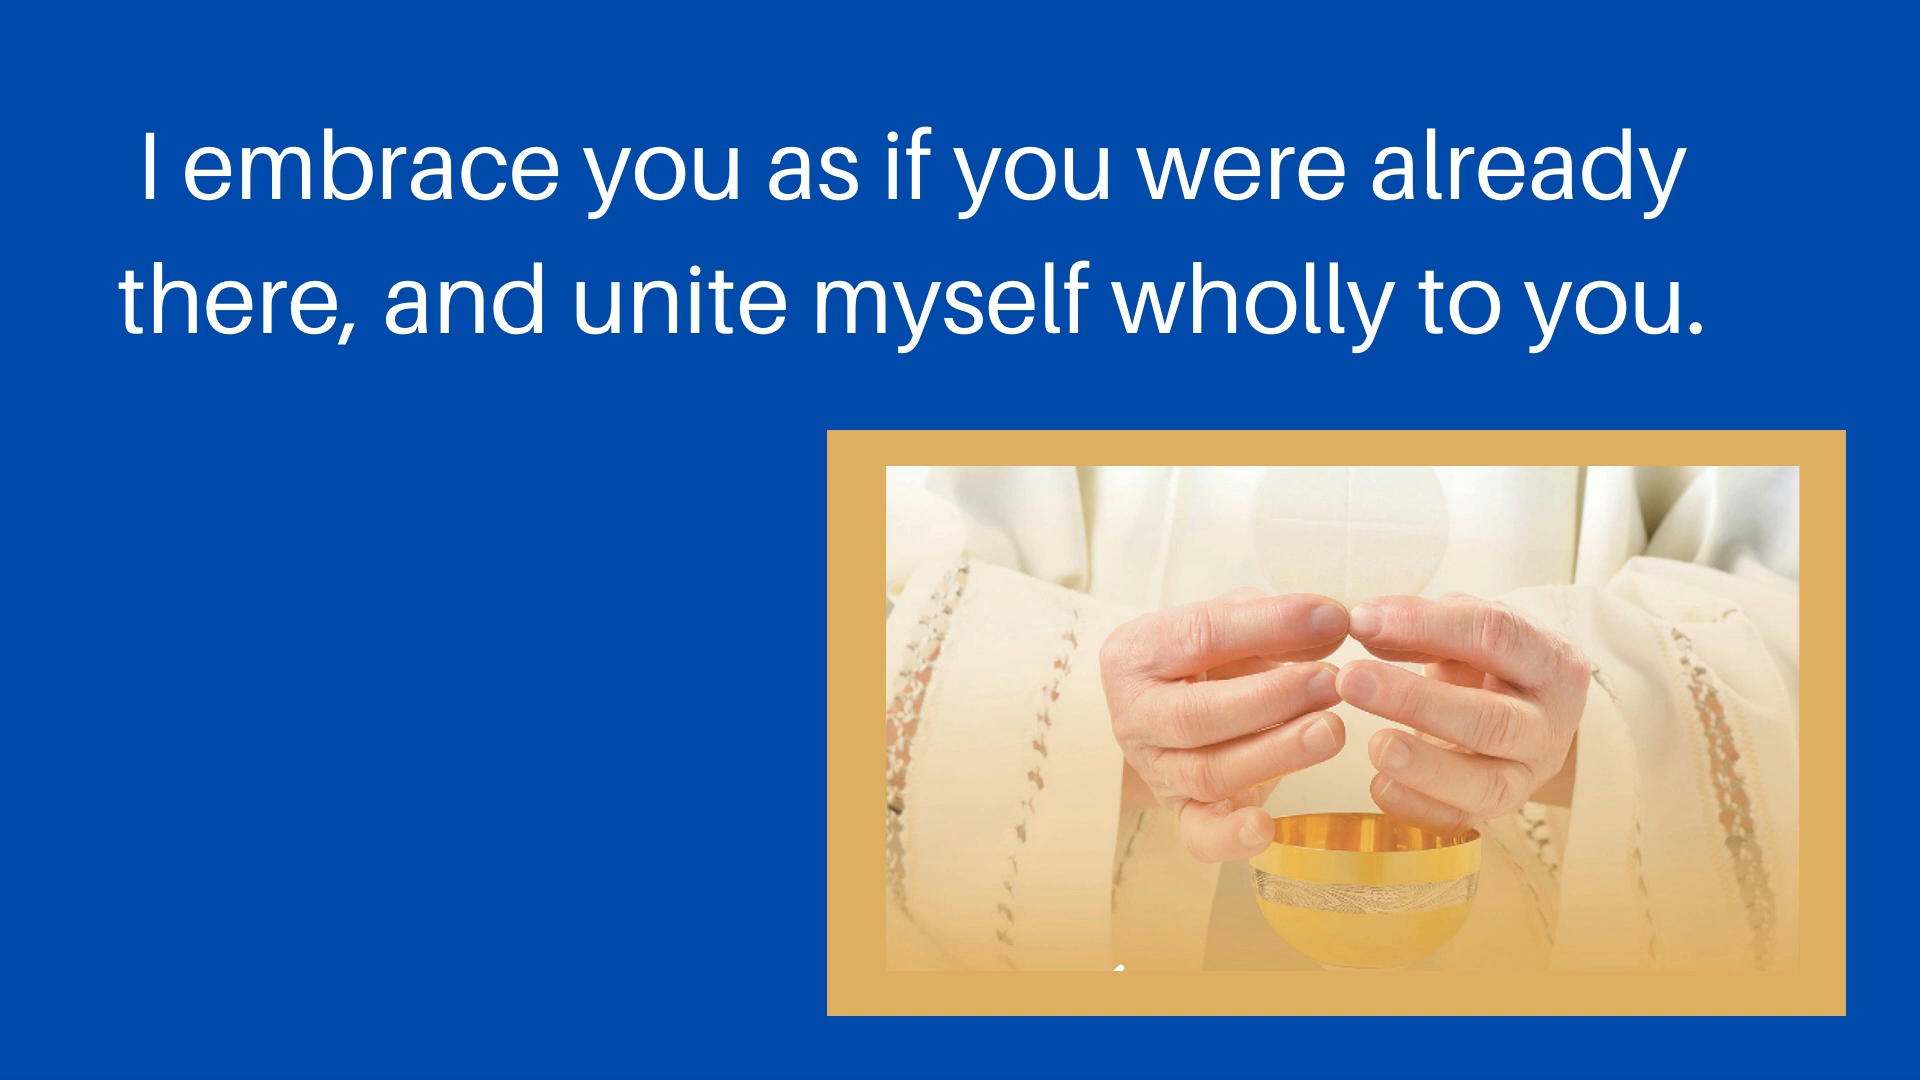 I embrace you as if you were already
there, and unite myself wholly to you.